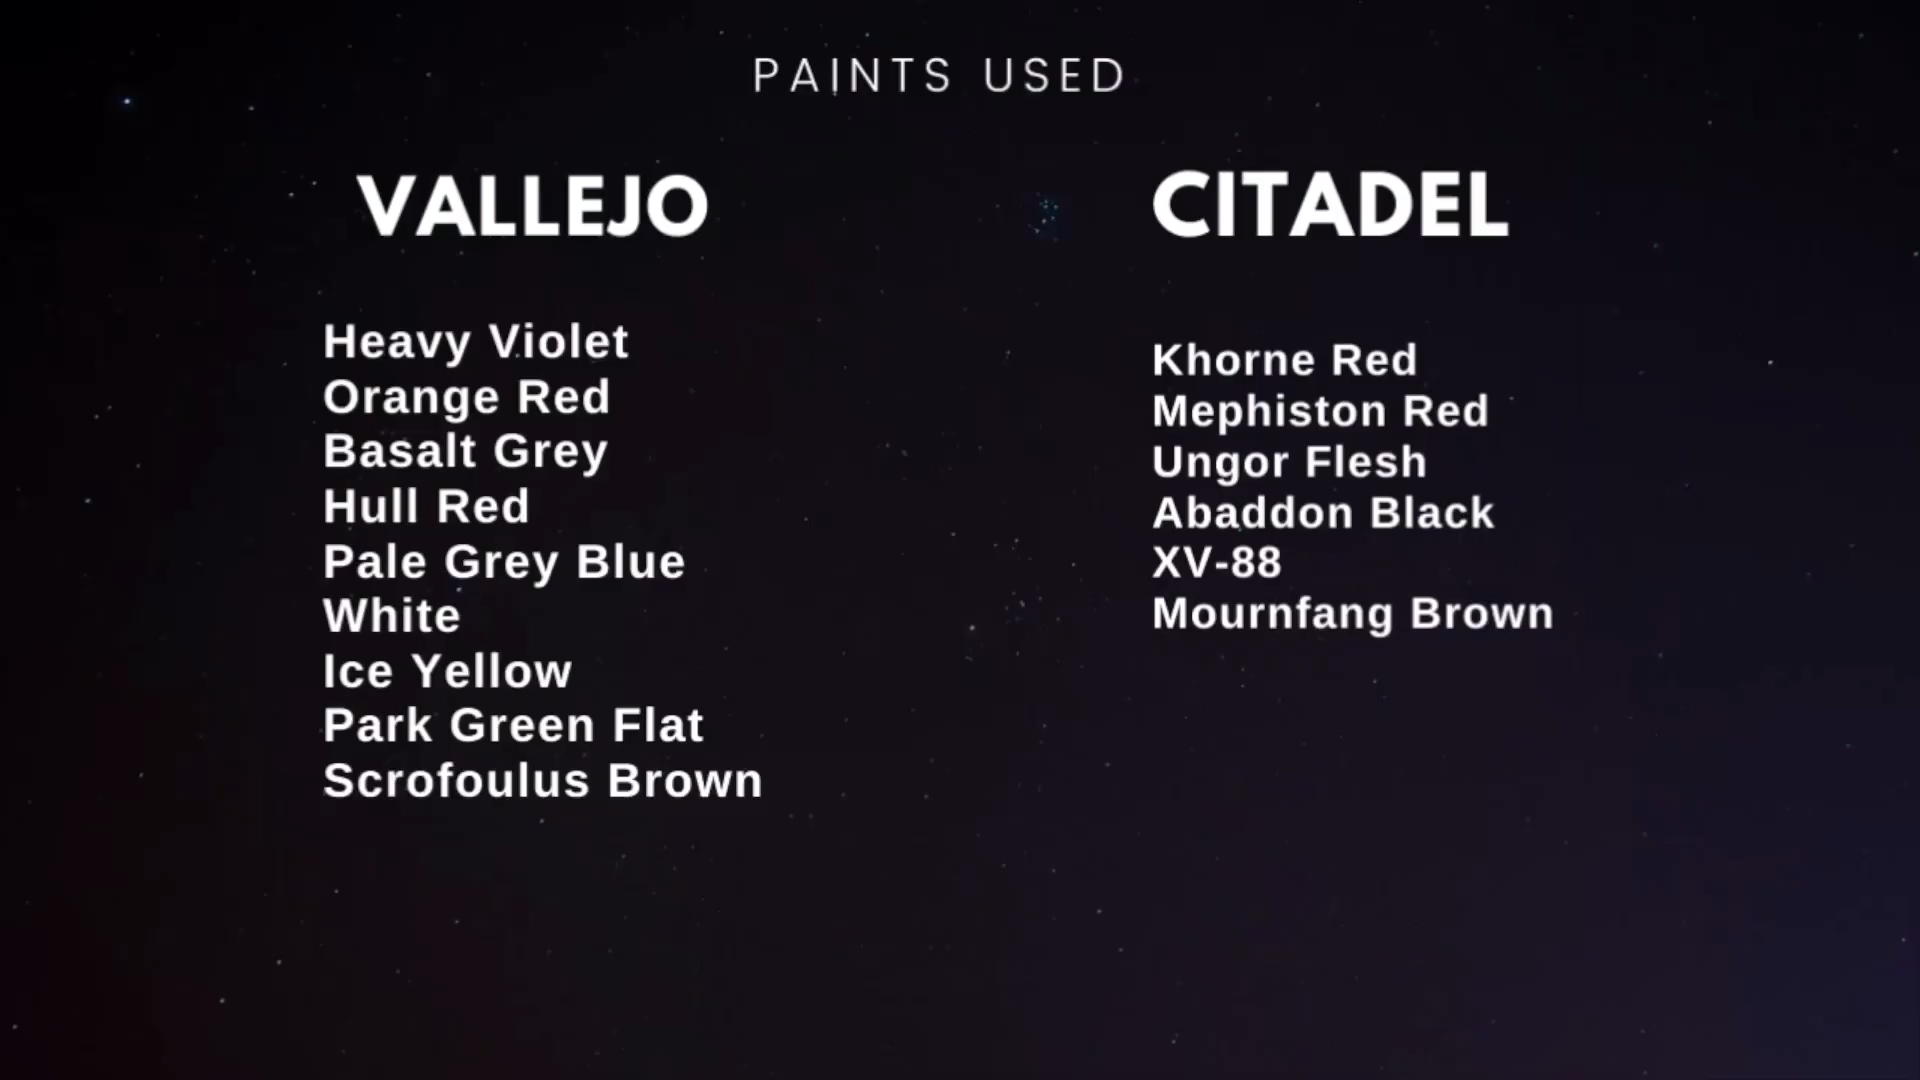 PAINTS USED
VALLEJO
Heavy Violet
Orange Red
Basalt Grey
Hull Red
Pale Grey Blue
White
Ice Yellow
Park Green Flat
Scrofoulus Brown
CITADEL
Khorne Red
Mephiston Red
Ungor Flesh
Abaddon Black
XV-88
Mournfang Brown